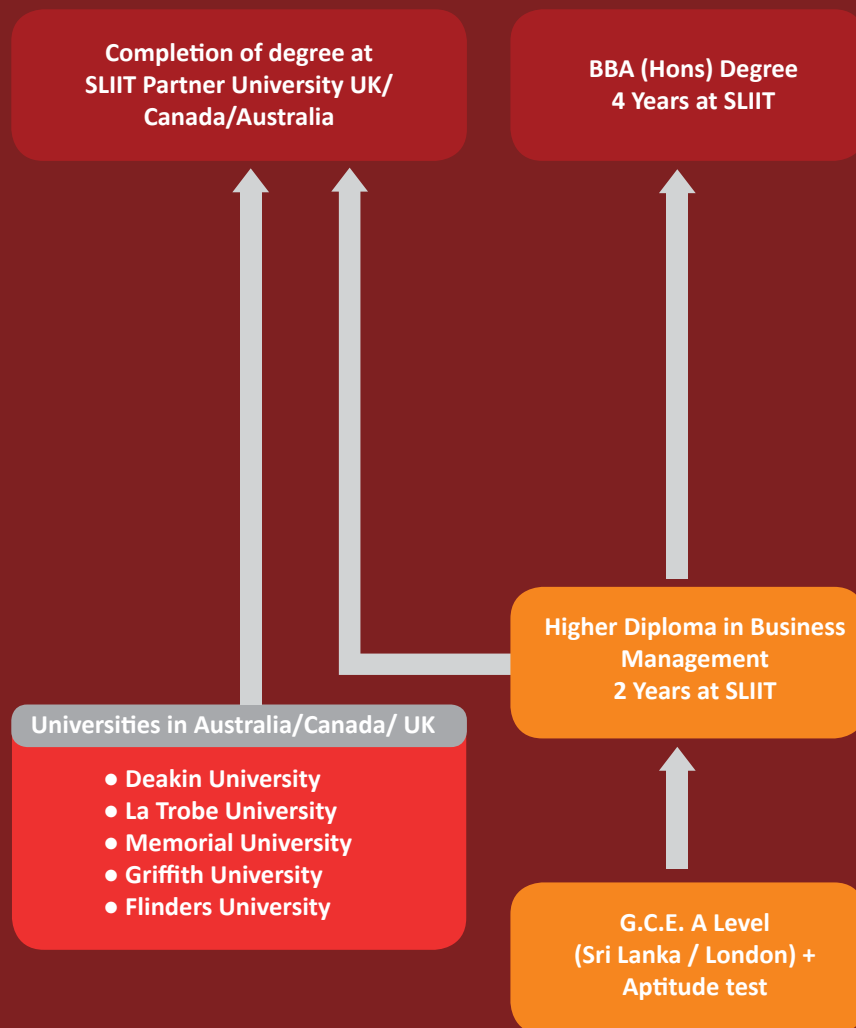 Completion of degree at
SLIIT Partner University UK/
Canada/Australia
BBA (Hons) Degree
4 Years at SLIIT
Higher Diploma in Business
Management
2 Years at SLIIT
Universities in Australia/Canada/ UK
● Deakin University
● La Trobe University
● Memorial University
● Griffith University
● Flinders University
G.C.E. A Level
(Sri Lanka / London) +
Aptitude test